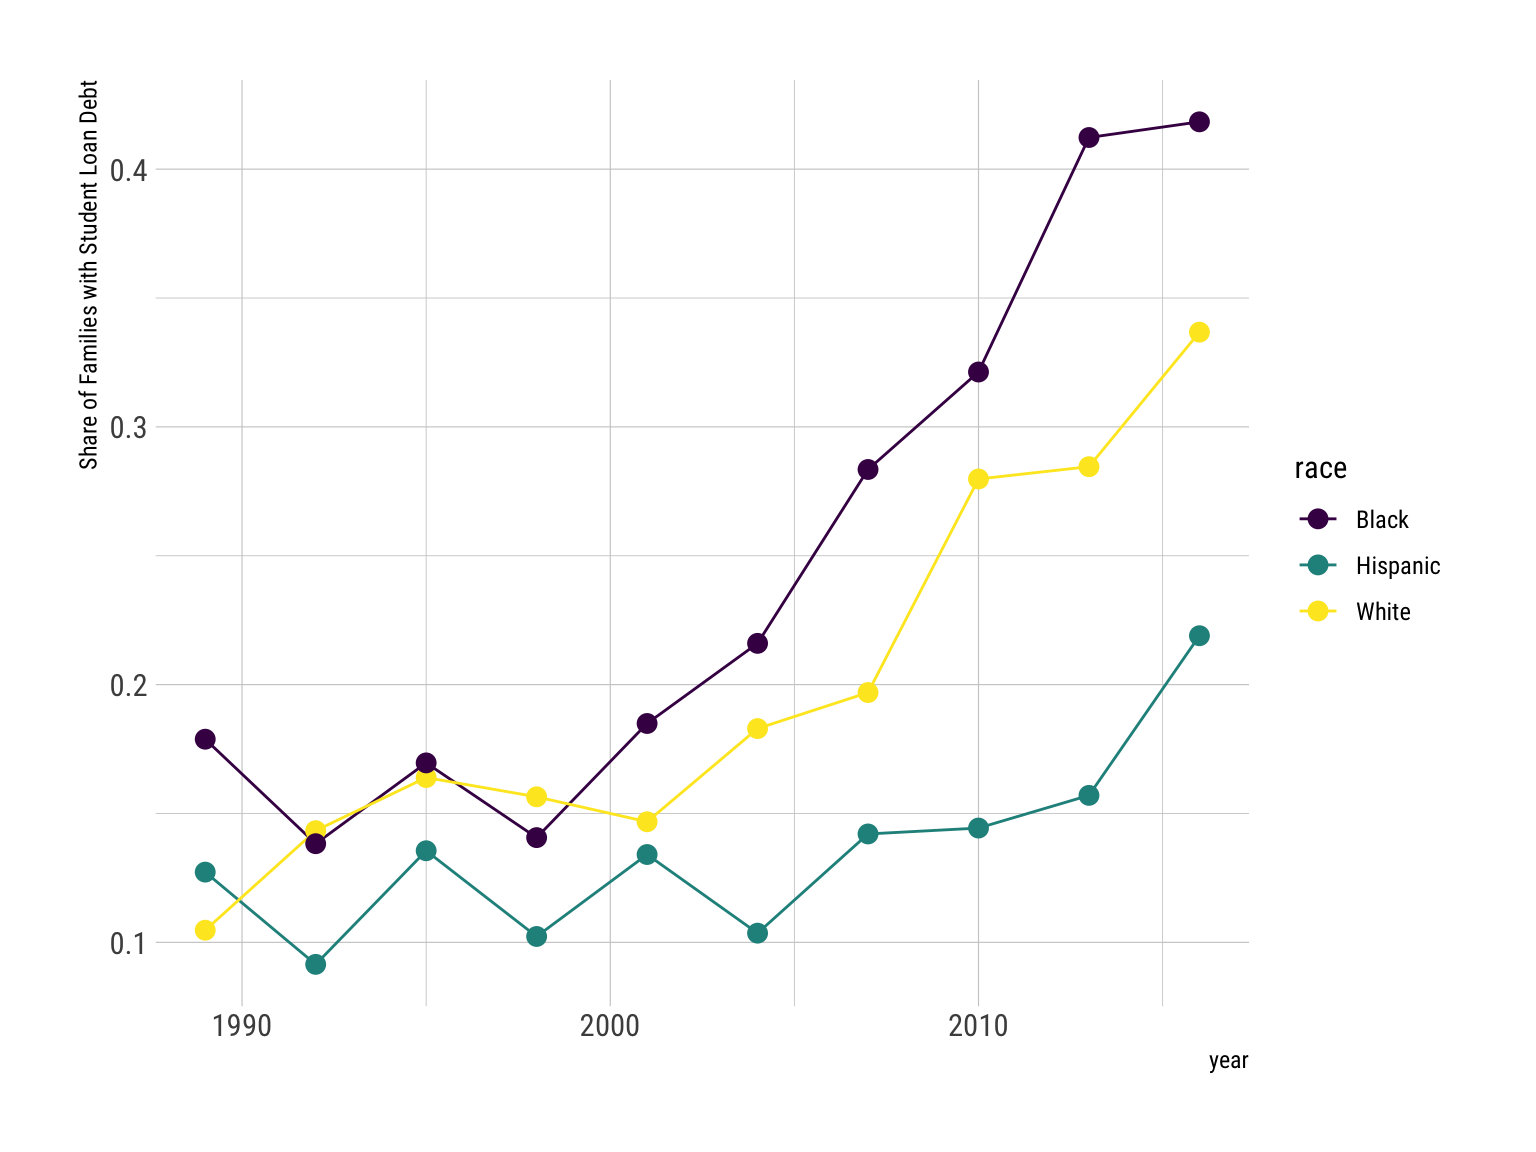 Share of Families with Student Loan Debt
0.4
0.3
0.2
0.1
1990 2000 2010
year
race
Black
Hispanic
White